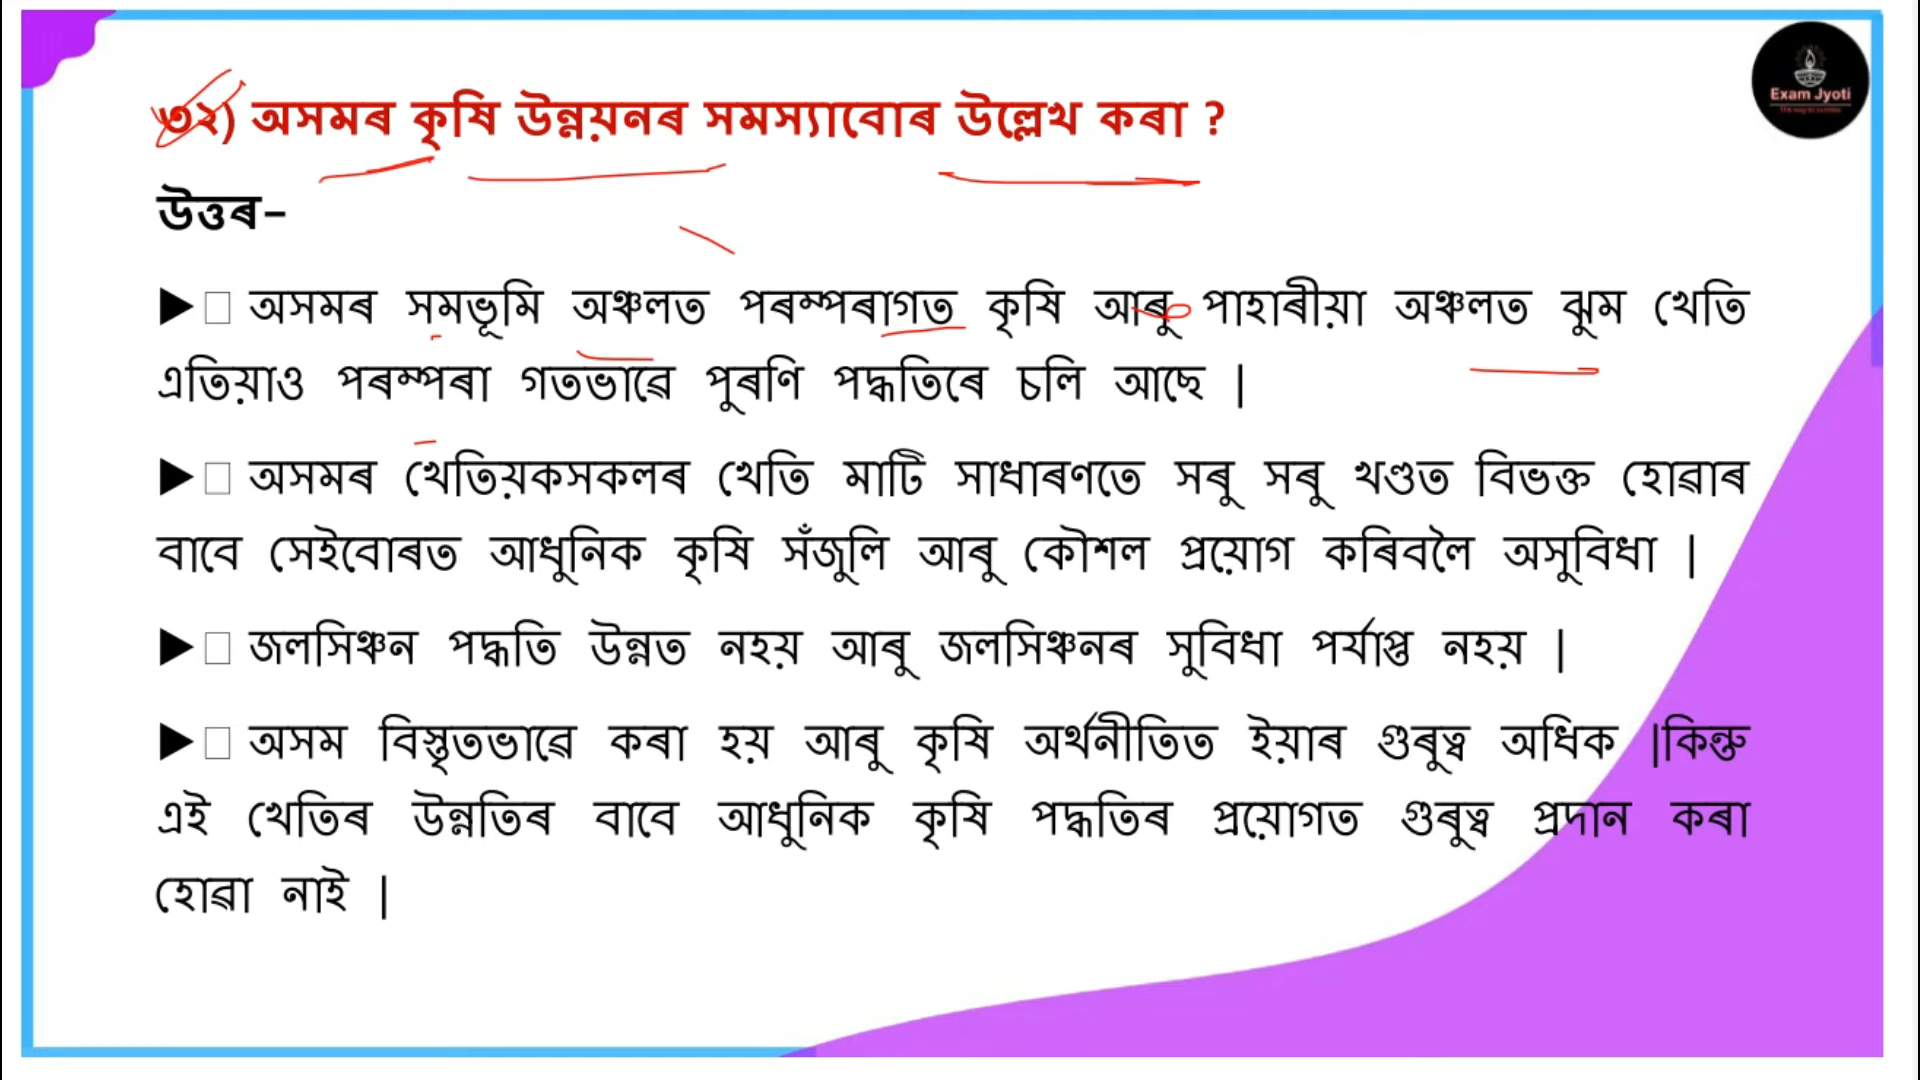 Exam Jyoti
৩২) অসমৰ কৃষি উন্নয়নৰ সমস্যাবোৰ উল্লেখ কৰা ?
উত্তৰ–
▶ অসমৰ সমভূমি অঞ্চলত পৰম্পৰাগত কৃষি আৰু পাহাৰীয়া অঞ্চলত ঝুম খেতি
এতিয়াও পৰম্পৰা গতভাৱে পুৰণি পদ্ধতিৰে চলি আছে |
▶ অসমৰ খেতিয়কসকলৰ খেতি মাটি সাধাৰণতে সৰু সৰু খণ্ডত বিভক্ত হোৱাৰ
বাবে সেইবোৰত আধুনিক কৃষি সঁজুলি আৰু কৌশল প্ৰয়োগ কৰিবলৈ অসুবিধা |
▶ জলসিঞ্চন পদ্ধতি উন্নত নহয় আৰু জলসিঞ্চনৰ সুবিধা পৰ্যাপ্ত নহয় |
▶ অসম বিস্তৃতভাৱে কৰা হয় আৰু কৃষি অৰ্থনীতিত ইয়াৰ গুৰুত্ব অধিক |কিন্তু
এই খেতিৰ উন্নতিৰ বাবে আধুনিক কৃষি পদ্ধতিৰ প্ৰয়োগত গুৰুত্ব প্ৰদান কৰা
হোৱা নাই |